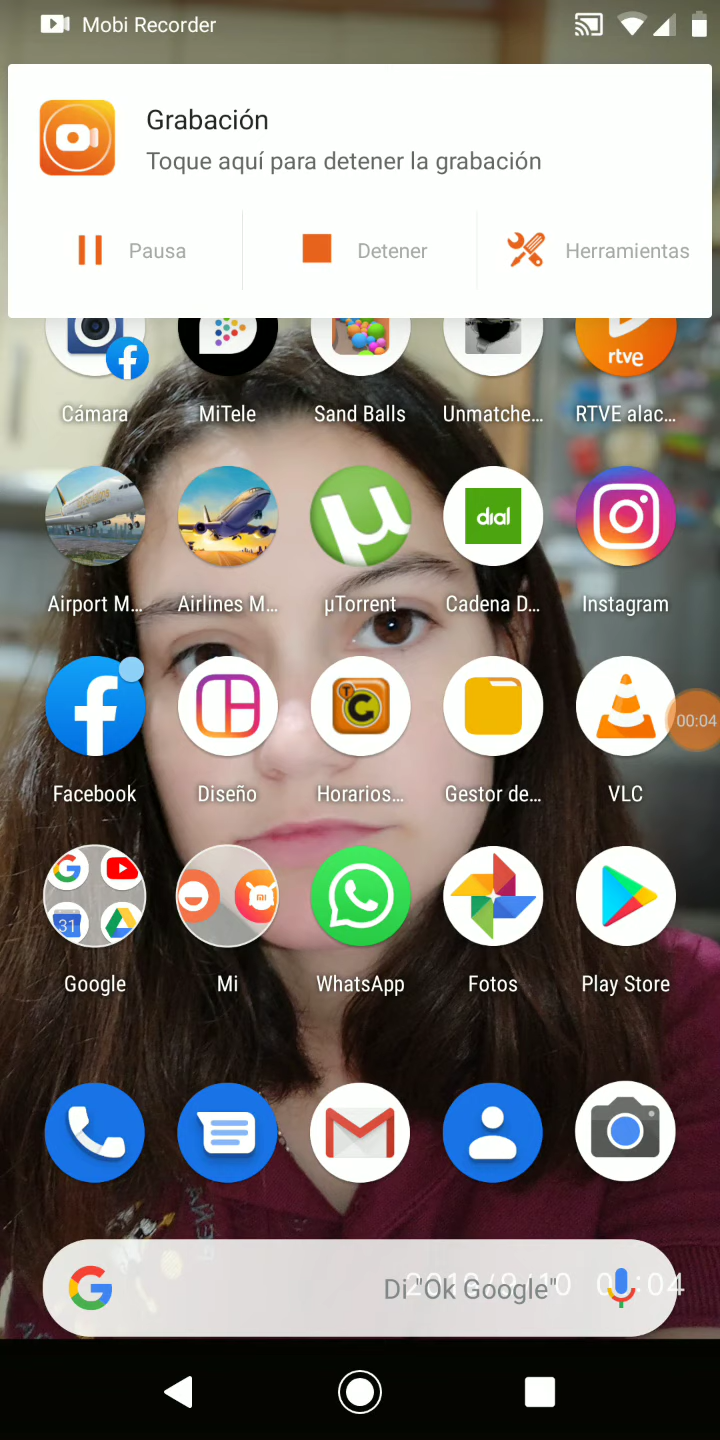 Mobi Recorder
Grabación
Toque aquí para detener la grabación
Pausa Detener Herramientas
rtve
Cámara MiTele Sand Balls Unmatche... RTVE alac...
dial
Airport M... Airlines M... µTorrent Cadena D... Instagram
00:04
Facebook Diseño Horarios... Gestor de... VLC
31
Google Mi WhatsApp Fotos Play Store
Di "Ok Google"